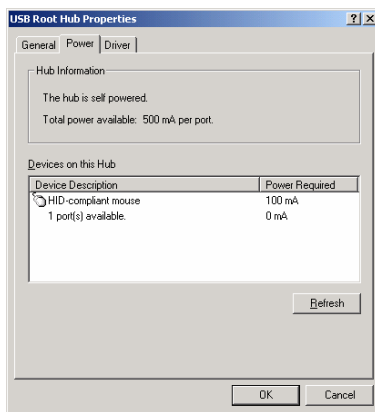 USB Root Hub Properties
General Power Driver
Hub Information
The hub is self powered.
Total power available: 500 mA per port.
Devices on this Hub
Device Description Power Required
HID-compliant mouse 100 mA
1 port(s) available. 0 mA
Refresh
OK Cancel